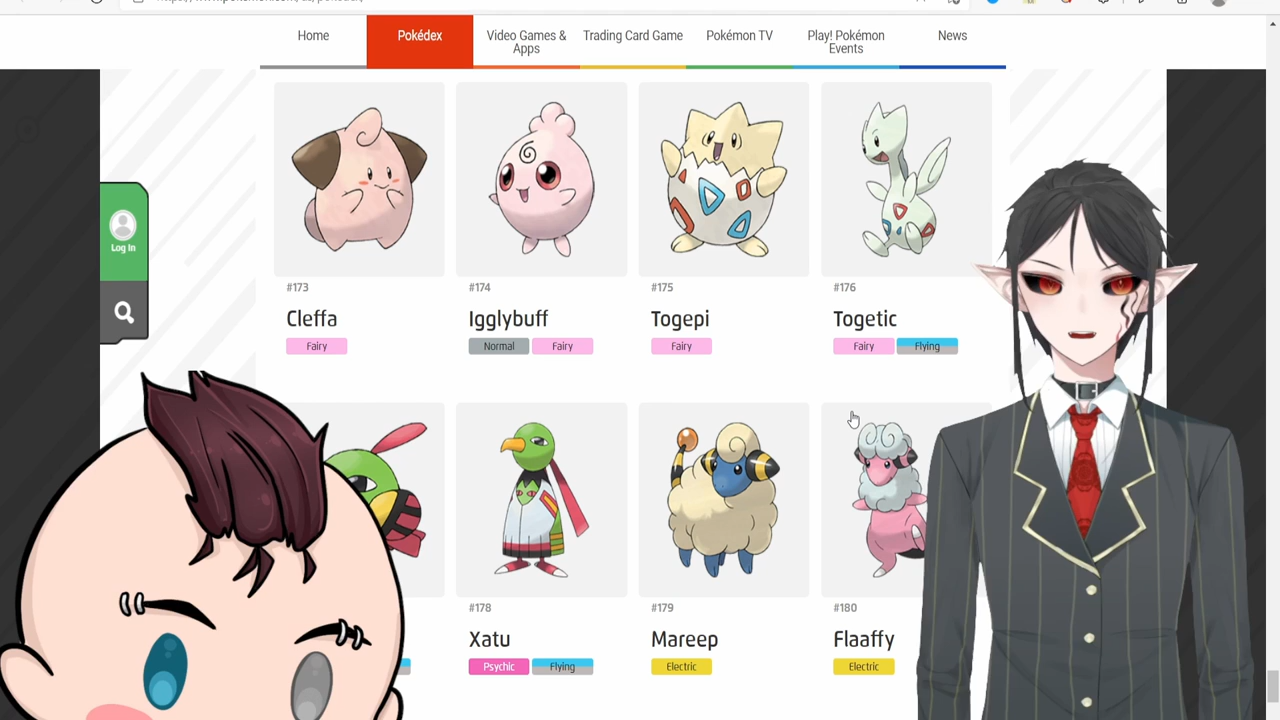 Home
Pokédex
Video Games &
Apps
Trading Card Game
Pokémon TV
Play! Pokémon
Events
News
Log In
#173
#174
#175
#176
Cleffa
Igglybuff
Togepi
Togetic
Fairy
Normal
Fairy
Fairy
Fairy
Flying
#178
#179
#180
Xatu
Mareep
Flaaffy
Psychic
Flying
Electric
Electric